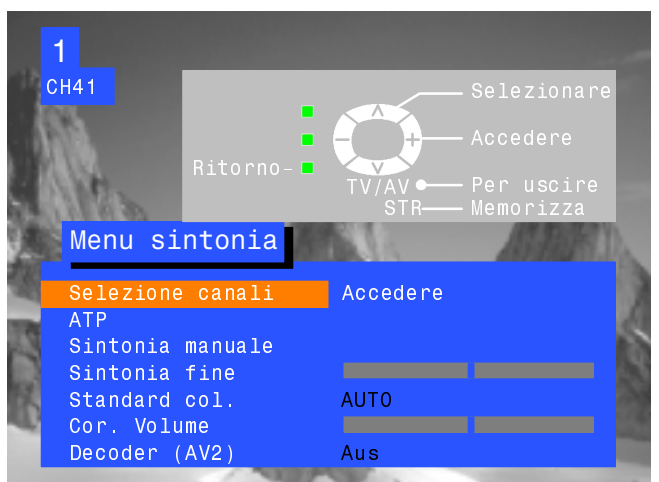 1
CH41
Selezionare
Accedere
Ritorno-
TV/AV Per uscire
STR Memorizza
Menu sintonia
Selezione canali Accedere
ATP
Sintonia manuale
Sintonia fine
Standard col. AUTO
Cor. Volume
Decoder (AV2) Aus